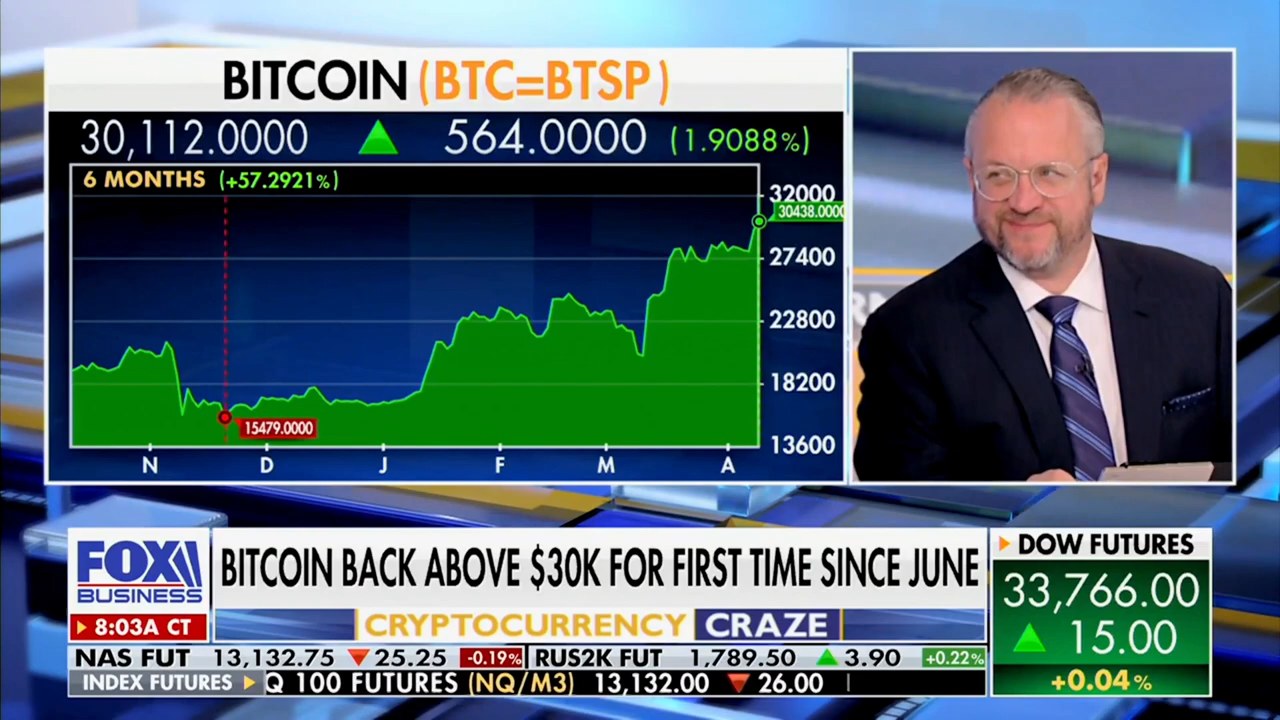 BITCOIN (BTC=BTSP)
30,112.0000 ▲ 564.0000 (1.9088%)
6 MONTHS (+57.2921%)
32000
30438.0000
27400
22800
18200
15479.0000
13600
N D J F M A
FOX BUSINESS
8:03A CT
BITCOIN BACK ABOVE $30K FOR FIRST TIME SINCE JUNE
CRYPTOCURRENCY CRAZE
DOW FUTURES
33,766.00
▲ 15.00
+0.04%
NAS FUT 13,132.75 ▼ 25.25 -0.19% RUS2K FUT 1,789.50 ▲ 3.90 +0.22%
INDEX FUTURES Q 100 FUTURES (NQ/M3) 13,132.00 ▼ 26.00